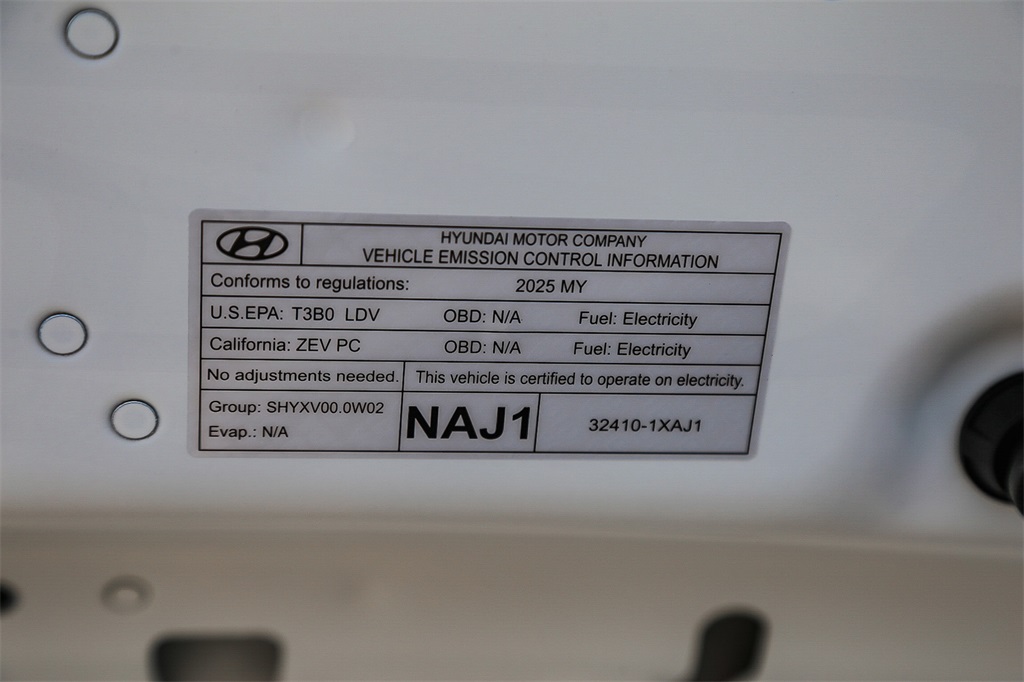 HYUNDAI MOTOR COMPANY
VEHICLE EMISSION CONTROL INFORMATION
Conforms to regulations: 2025 MY
U.S.EPA: T3B0 LDV OBD: N/A Fuel: Electricity
California: ZEV PC OBD: N/A Fuel: Electricity
No adjustments needed. This vehicle is certified to operate on electricity.
Group: SHYXV00.0W02
Evap.: N/A
NAJ1
32410-1XAJ1